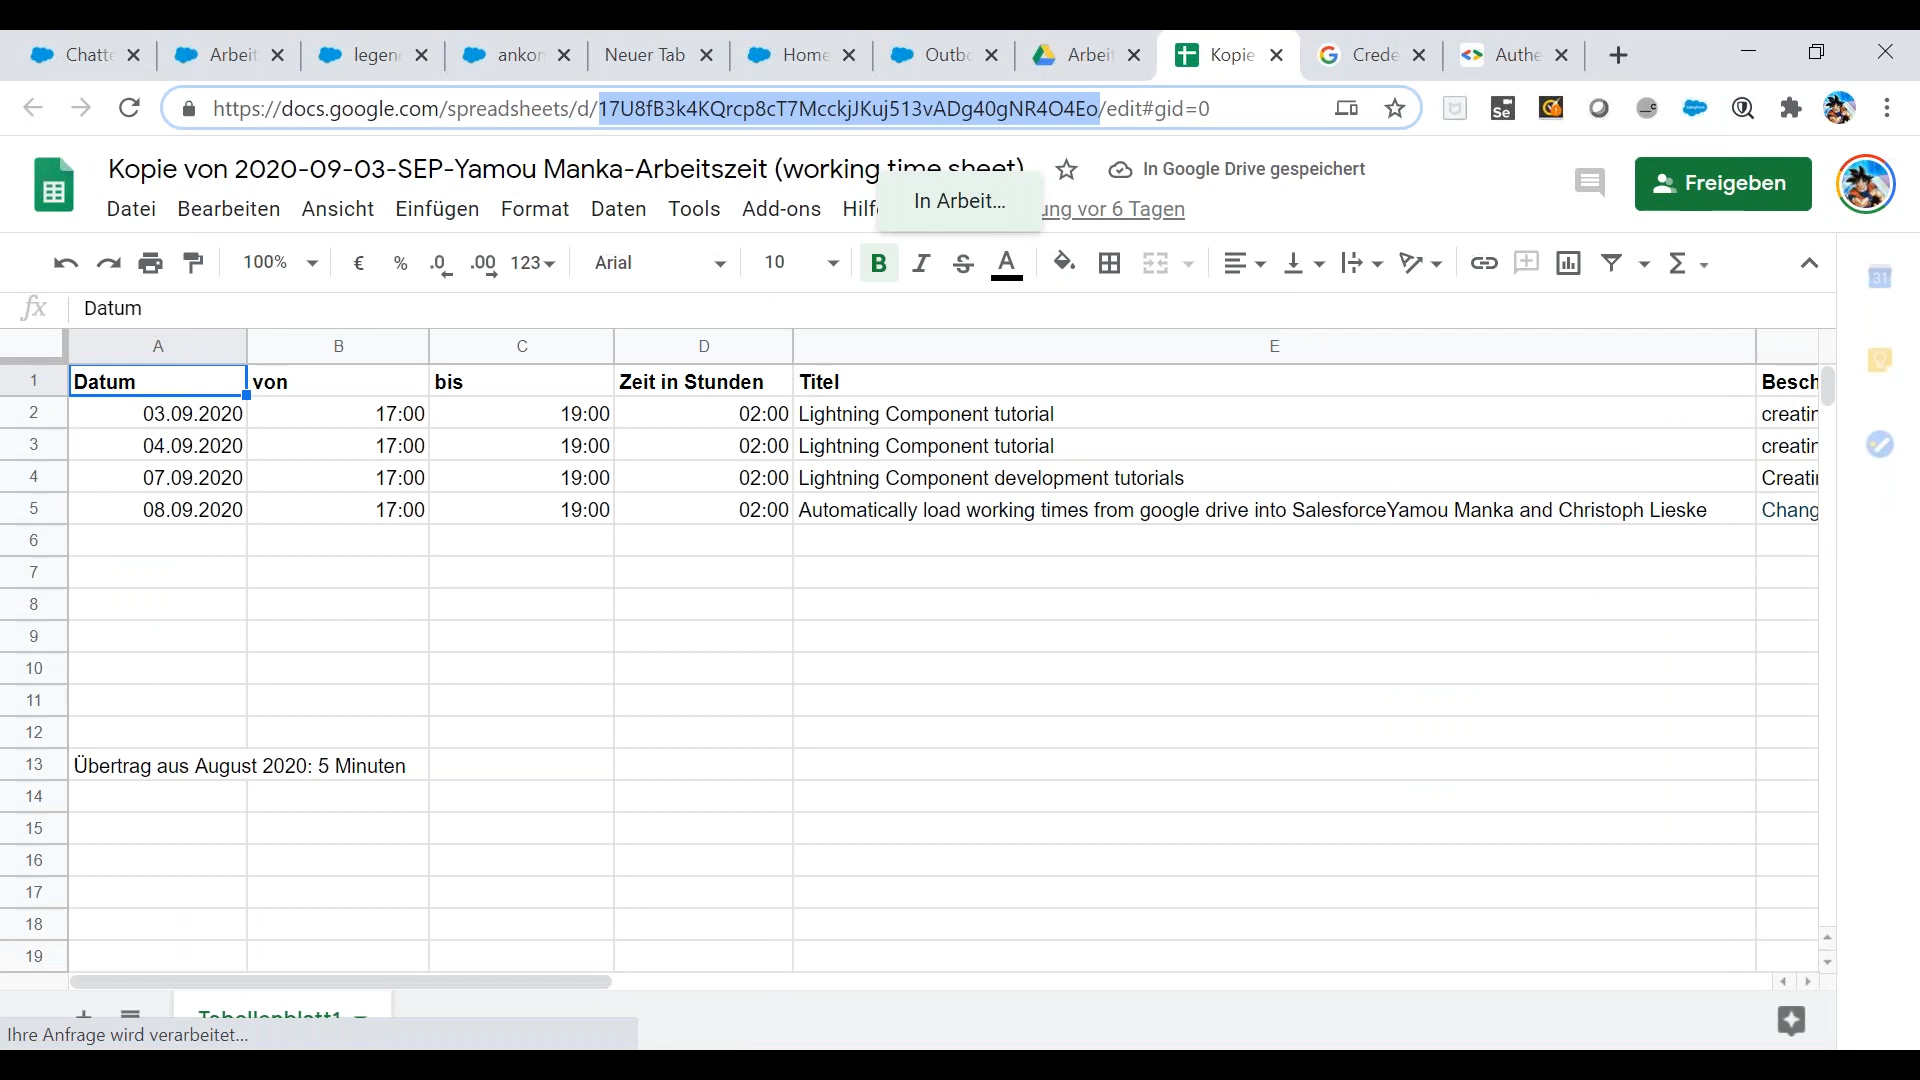 Chatte
Arbeit
legen
ankon
Neuer Tab
Home
Outbo
Arbeit
Kopie
Crede
Authe
https://docs.google.com/spreadsheets/d/17U8fB3k4KQrcp8cT7McckjJKuj513vADg40gNR4O4Eo/edit#gid=0
Kopie von 2020-09-03-SEP-Yamou Manka-Arbeitszeit (working time sheet)
In Google Drive gespeichert
Freigeben
Datei Bearbeiten Ansicht Einfügen Format Daten Tools Add-ons Hilf
In Arbeit...
ung vor 6 Tagen
100% € % .0 .00 123 Arial 10 B I S A Σ
31
fx Datum
A B C D E
1 Datum von bis Zeit in Stunden Titel Besch
2 03.09.2020 17:00 19:00 02:00 Lightning Component tutorial creatin
3 04.09.2020 17:00 19:00 02:00 Lightning Component tutorial creatin
4 07.09.2020 17:00 19:00 02:00 Lightning Component development tutorials Creatin
5 08.09.2020 17:00 19:00 02:00 Automatically load working times from google drive into SalesforceYamou Manka and Christoph Lieske Chang
6
7
8
9
10
11
12
13 Übertrag aus August 2020: 5 Minuten
14
15
16
17
18
19
Tabellenblatt1
Ihre Anfrage wird verarbeitet...